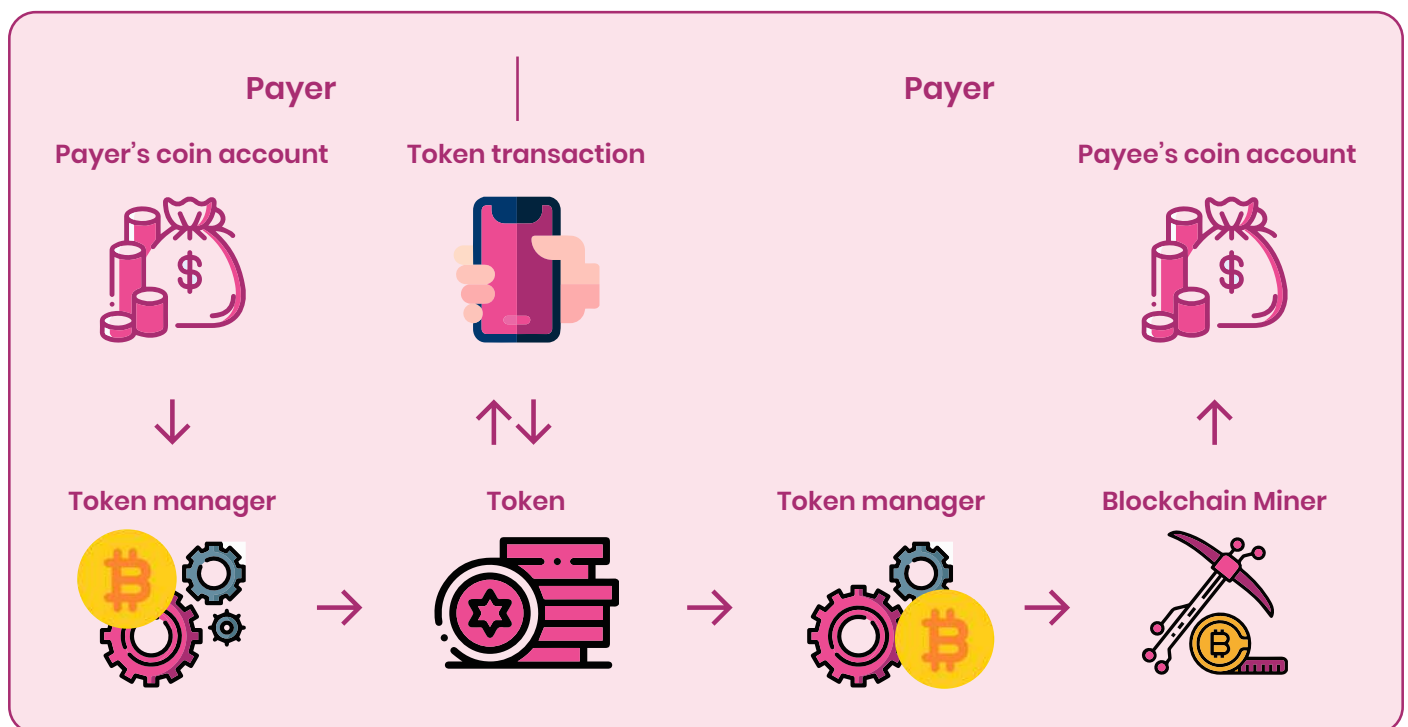 Payer
Payer
Payer's coin account
Token transaction
Payee's coin account
$
$
Token manager
Token
Token manager
Blockchain Miner